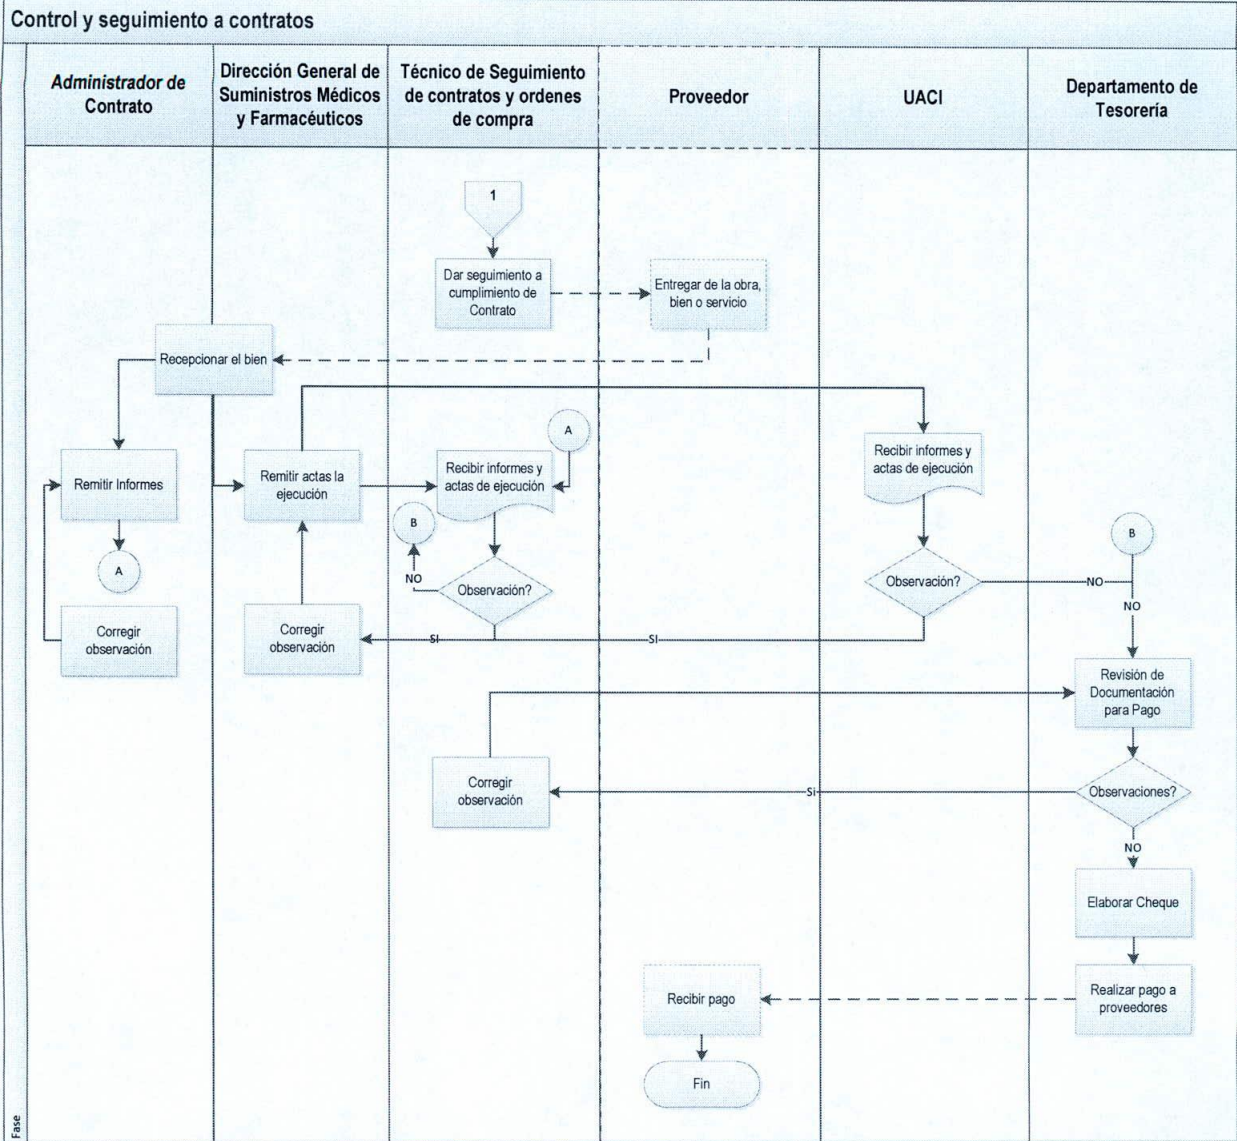 Control y seguimiento a contratos
Administrador de
Contrato
Dirección General de
Suministros Médicos
y Farmacéuticos
Técnico de Seguimiento
de contratos y ordenes
de compra
Proveedor
UACI
Departamento de
Tesorería
1
Dar seguimiento a
cumplimiento de
Contrato
Entregar de la obra,
bien o servicio
Recepcionar el bien
A
Remitir Informes
Remitir actas la
ejecución
Recibir informes y
actas de ejecución
Recibir informes y
actas de ejecución
B
B
A
NO
Observación?
Observación?
NO
NO
Corregir
observación
Corregir
observación
SI
SI
Revisión de
Documentación
para Pago
Corregir
observación
Si
Observaciones?
NO
Elaborar Cheque
Recibir pago
Realizar pago a
proveedores
Fin
Fase